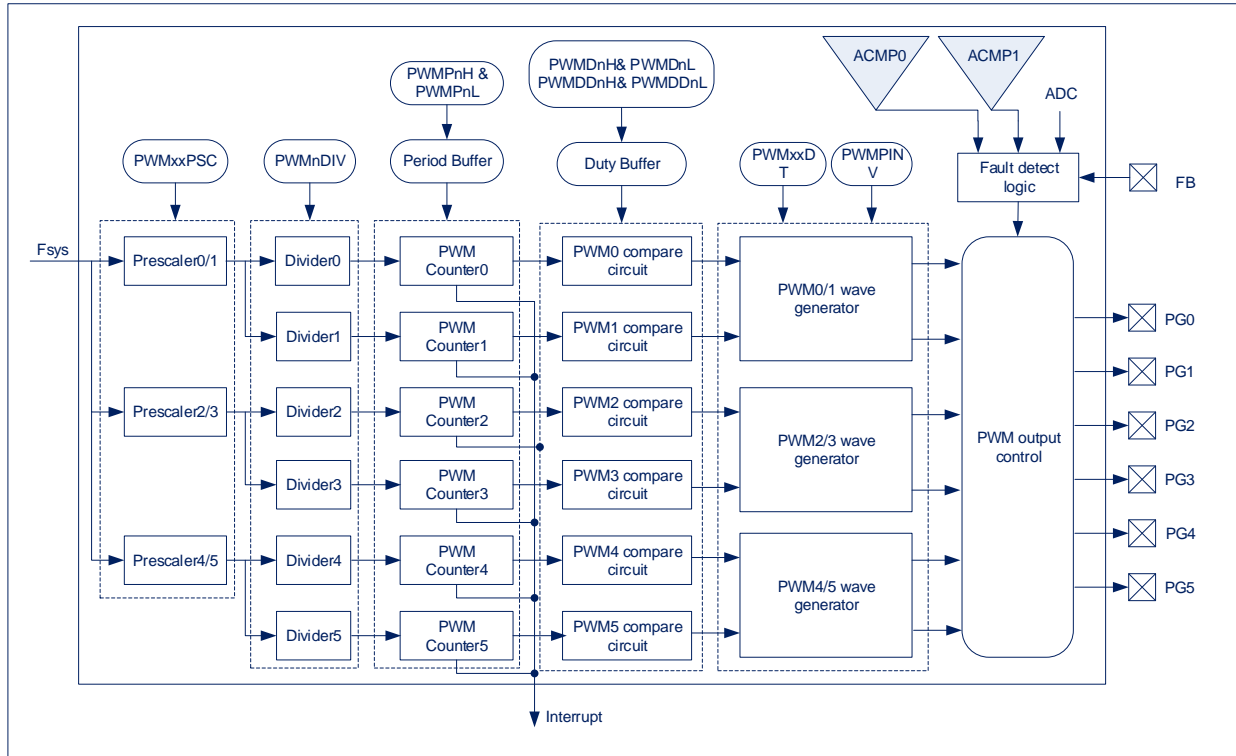 ACMP0
ACMP1
PWMPnH &
PWMPnL
PWMDnH& PWMDnL
PWMDDnH& PWMDDnL
ADC
PWMxxPSC
PWMnDIV
Period Buffer
Duty Buffer
PWMxxD
T
PWMPIN
V
Fault detect
logic
FB
Fsys
Prescaler0/1
Divider0
PWM
Counter0
PWM0 compare
circuit
PWM0/1 wave
generator
Divider1
PWM
Counter1
PWM1 compare
circuit
Prescaler2/3
Divider2
PWM
Counter2
PWM2 compare
circuit
PWM2/3 wave
generator
Divider3
PWM
Counter3
PWM3 compare
circuit
Prescaler4/5
Divider4
PWM
Counter4
PWM4 compare
circuit
PWM4/5 wave
generator
Divider5
PWM
Counter5
PWM5 compare
circuit
PWM output
control
PG0
PG1
PG2
PG3
PG4
PG5
Interrupt